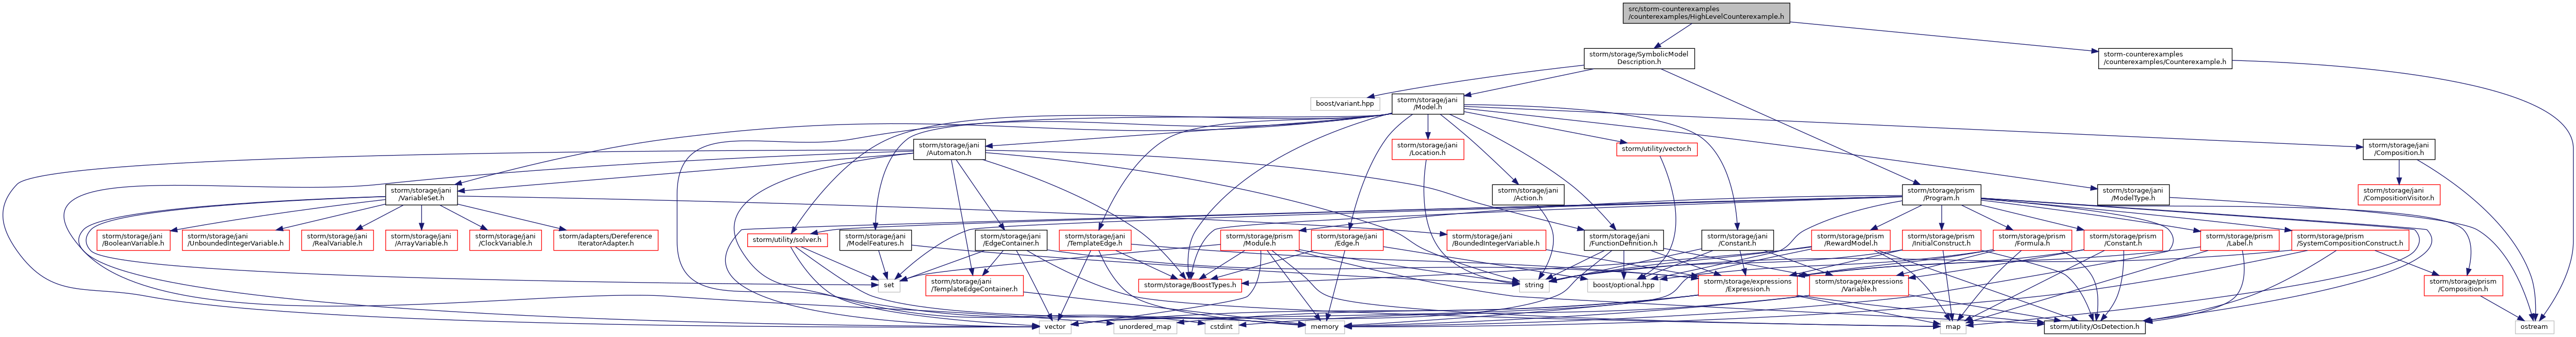 src/storm-counterexamples
/counterexamples/HighLevelCounterexample.h
storm/storage/SymbolicModel
Description.h
storm-counterexamples
/counterexamples/Counterexample.h
boost/variant.hpp
storm/storage/jani
/Model.h
storm/storage/jani
/Automaton.h
storm/storage/jani
/Location.h
storm/utility/vector.h
storm/storage/jani
/Composition.h
storm/storage/jani
/VariableSet.h
storm/storage/jani
/Action.h
storm/storage/prism
/Program.h
storm/storage/jani
/ModelType.h
storm/storage/jani
/CompositionVisitor.h
storm/storage/jani
/BooleanVariable.h
storm/storage/jani
/UnboundedIntegerVariable.h
storm/storage/jani
/RealVariable.h
storm/storage/jani
/ArrayVariable.h
storm/storage/jani
/ClockVariable.h
storm/adapters/Dereference
IteratorAdapter.h
storm/utility/solver.h
storm/storage/jani
/ModelFeatures.h
storm/storage/jani
/EdgeContainer.h
storm/storage/jani
/TemplateEdge.h
storm/storage/prism
/Module.h
storm/storage/jani
/Edge.h
storm/storage/jani
/BoundedIntegerVariable.h
storm/storage/jani
/FunctionDefinition.h
storm/storage/jani
/Constant.h
storm/storage/prism
/RewardModel.h
storm/storage/prism
/InitialConstruct.h
storm/storage/prism
/Formula.h
storm/storage/prism
/Constant.h
storm/storage/prism
/Label.h
storm/storage/prism
/SystemCompositionConstruct.h
set
storm/storage/jani
/TemplateEdgeContainer.h
storm/storage/BoostTypes.h
string
boost/optional.hpp
storm/storage/expressions
/Expression.h
storm/storage/expressions
/Variable.h
storm/storage/prism
/Composition.h
vector
unordered_map
cstdint
memory
map
storm/utility/OsDetection.h
ostream